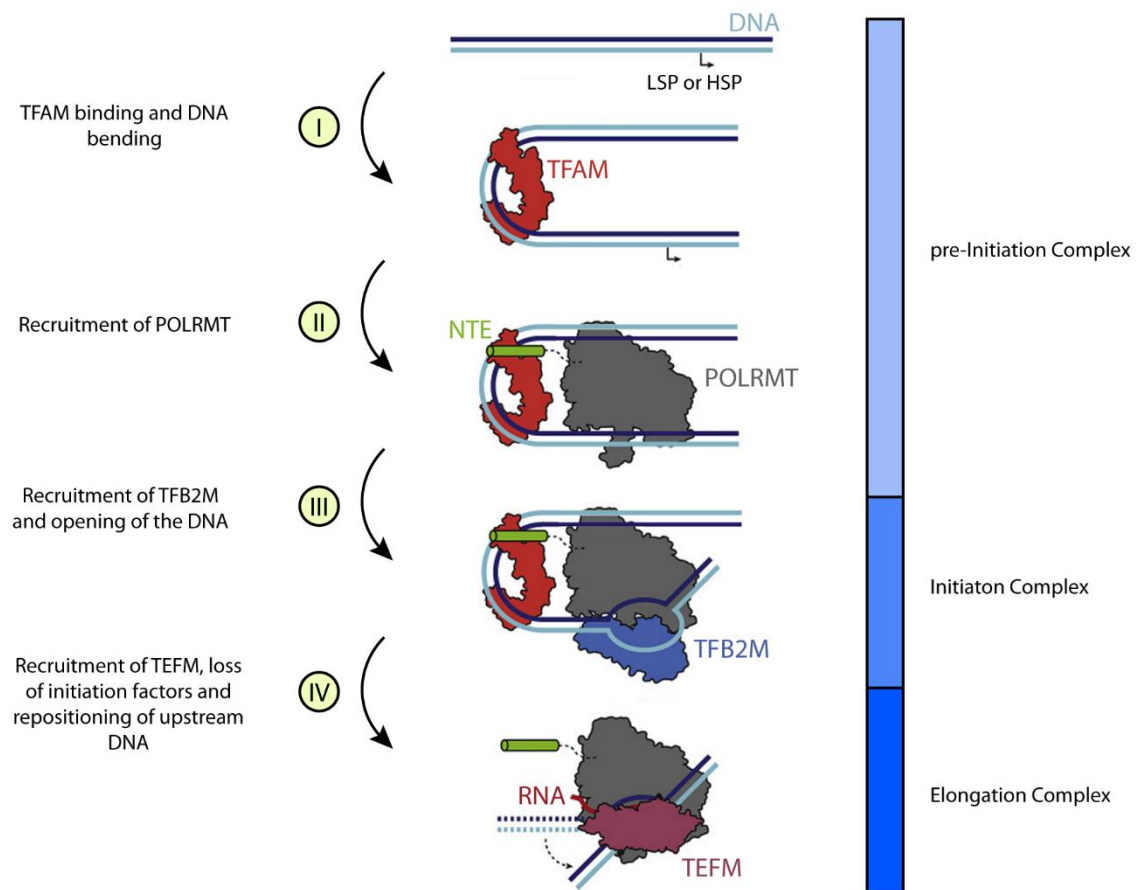 DNA
LSP or HSP
TFAM binding and DNA
bending
I
TFAM
pre-Initiation Complex
Recruitment of POLRMT
II
NTE
POLRMT
Recruitment of TFB2M
and opening of the DNA
III
Initiaton Complex
TFB2M
Recruitment of TEFM, loss
of initiation factors and
repositioning of upstream
DNA
IV
RNA
Elongation Complex
TEFM